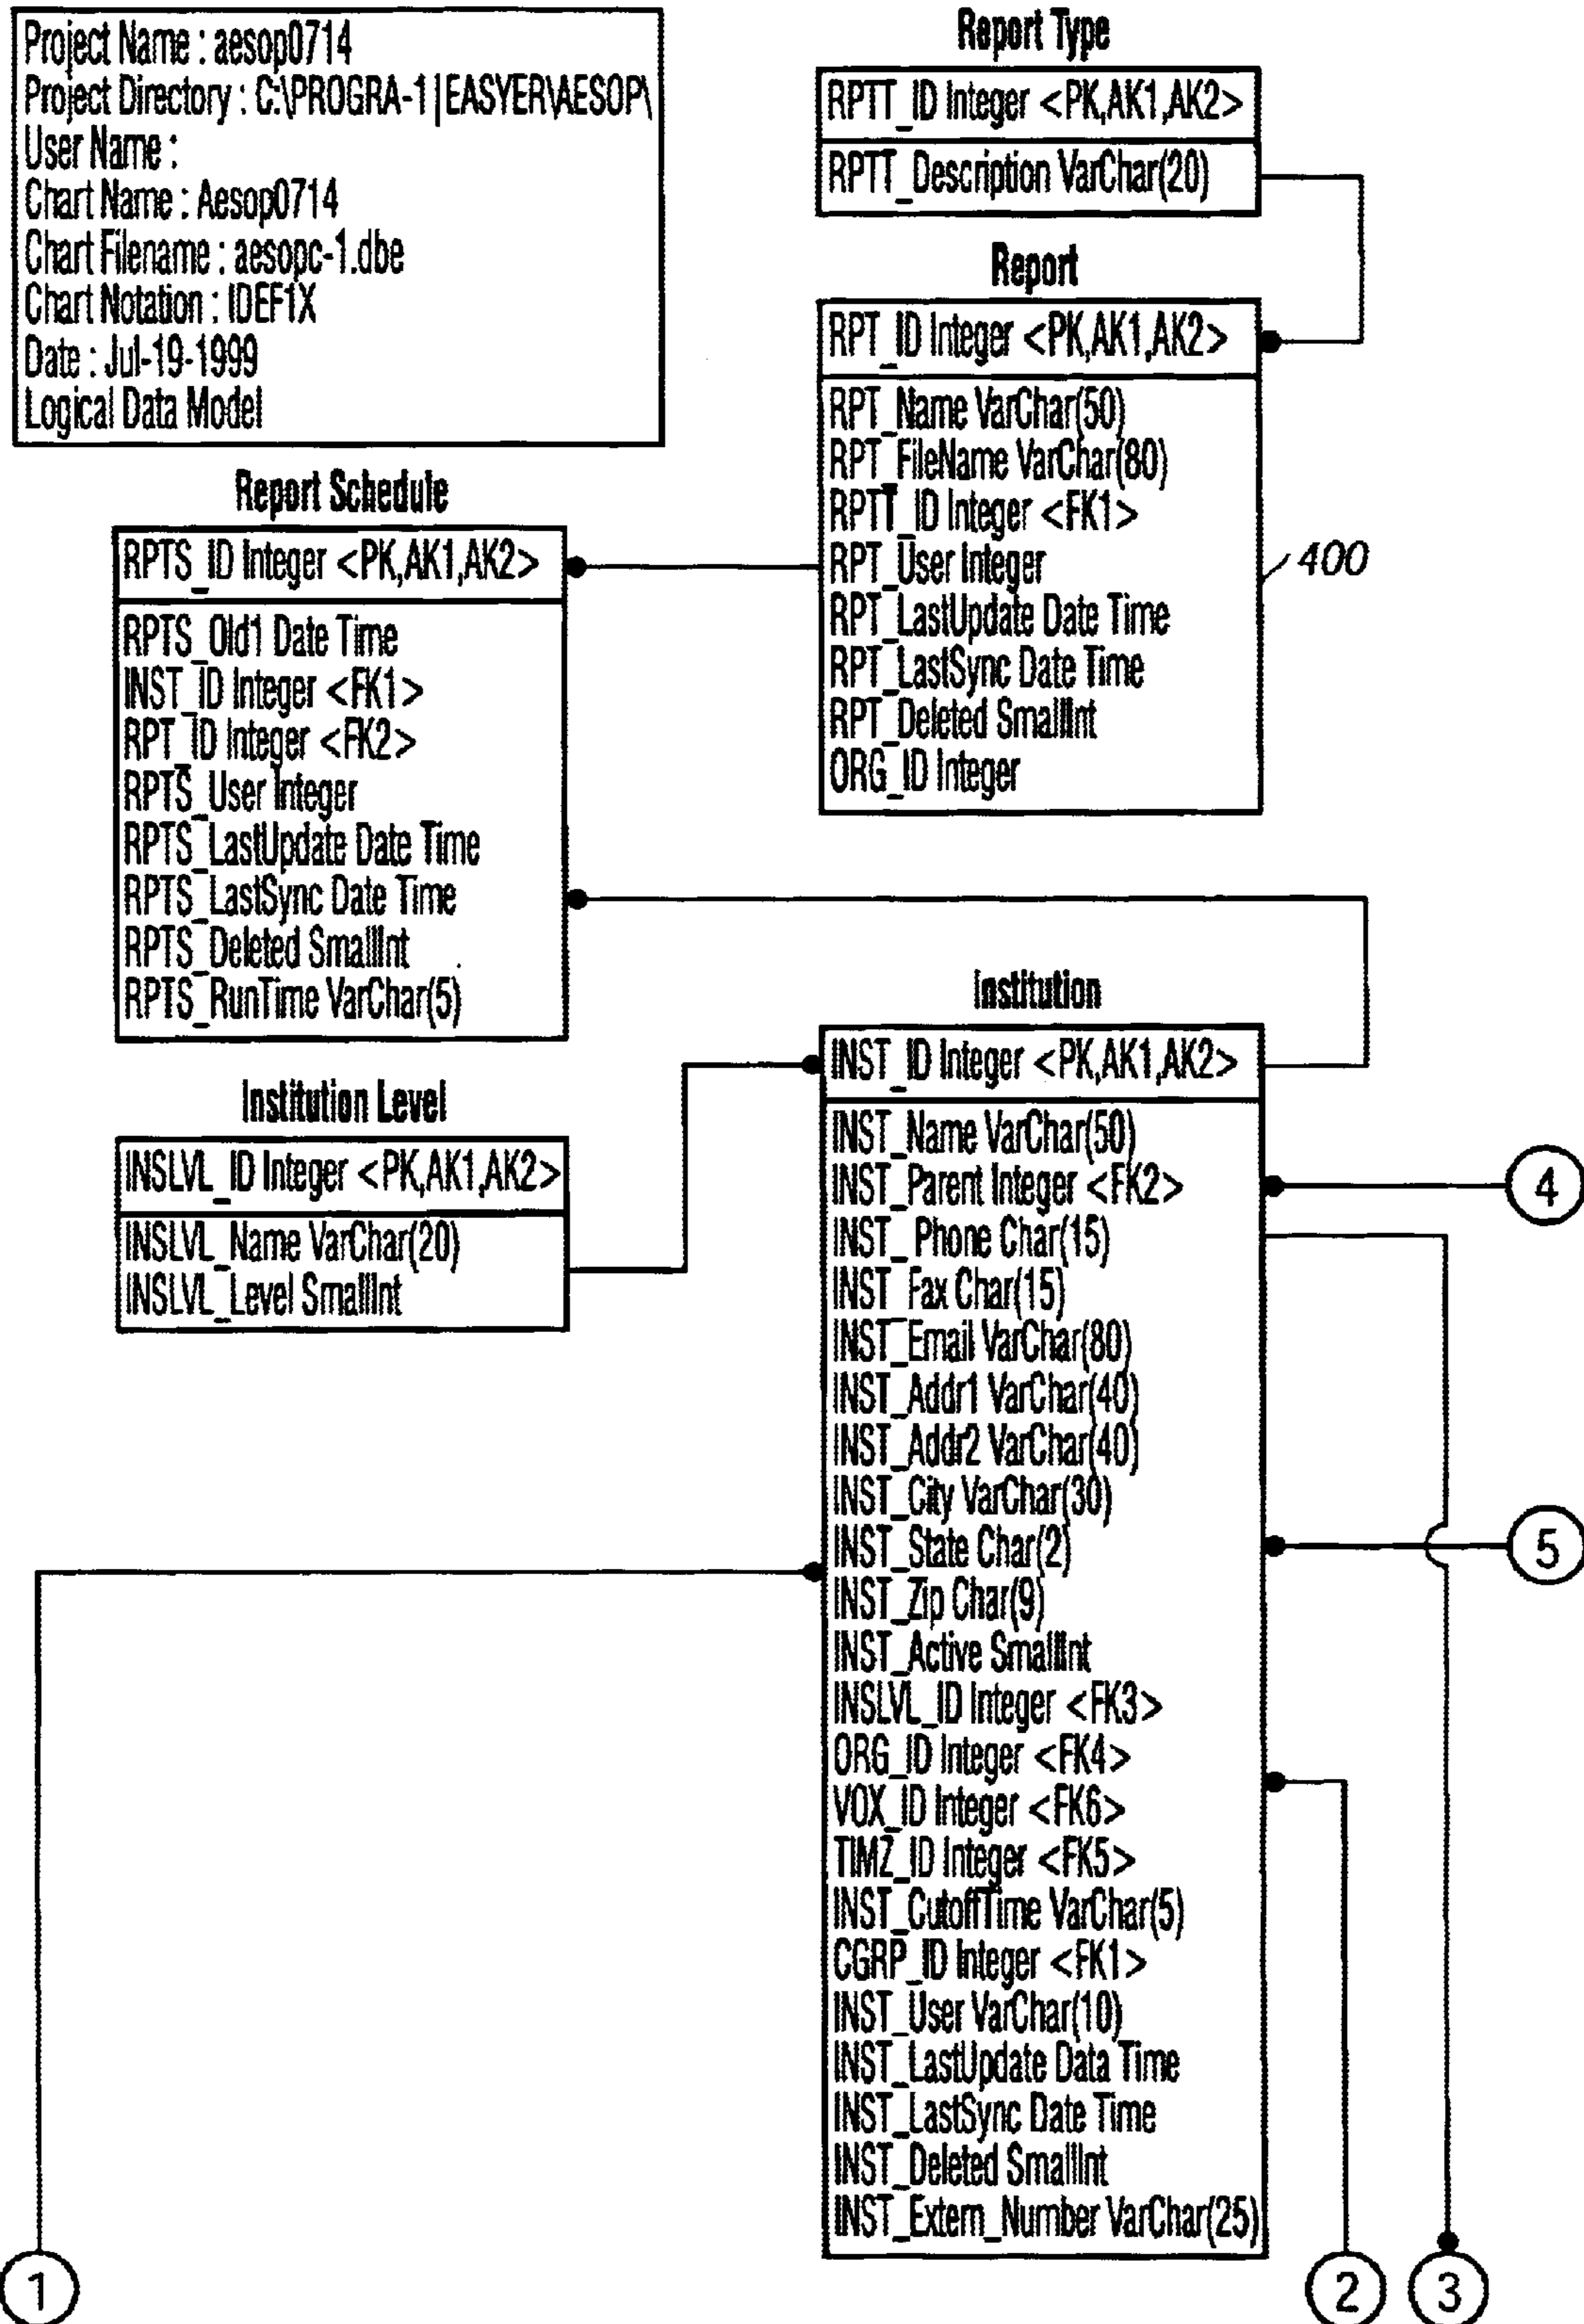 Project Name : aesop0714
Project Directory : C:\PROGRA-1|EASYER\AESOP\
User Name :
Chart Name : Aesop0714
Chart Filename : aesopc-1.dbe
Chart Notation : IDEF1X
Date : Jul-19-1999
Logical Data Model
Report Type
RPTT_ID Integer <PK,AK1,AK2>
RPTT_Description VarChar(20)
Report
RPT_ID Integer <PK,AK1,AK2>
RPT_Name VarChar(50)
RPT_FileName VarChar(80)
RPTT_ID Integer <FK1>
RPT_User Integer
RPT_LastUpdate Date Time
RPT_LastSync Date Time
RPT_Deleted SmallInt
ORG_ID Integer
400
Report Schedule
RPTS_ID Integer <PK,AK1,AK2>
RPTS_Old1 Date Time
INST_ID Integer <FK1>
RPT_ID Integer <FK2>
RPTS_User Integer
RPTS_LastUpdate Date Time
RPTS_LastSync Date Time
RPTS_Deleted SmallInt
RPTS_RunTime VarChar(5)
Institution Level
INSLVL_ID Integer <PK,AK1,AK2>
INSLVL_Name VarChar(20)
INSLVL_Level SmallInt
Institution
INST_ID Integer <PK,AK1,AK2>
INST_Name VarChar(50)
INST_Parent Integer <FK2>
INST_ Phone Char(15)
INST_Fax Char(15)
INST_Email VarChar(80)
INST_Addr1 VarChar(40)
INST_Addr2 VarChar(40)
INST_City VarChar(30)
INST_State Char(2)
INST_Zip Char(9)
INST_Active SmallInt
INSLVL_ID Integer <FK3>
ORG_ID Integer <FK4>
VOX_ID Integer <FK6>
TIMZ_ID Integer <FK5>
INST_CutoffTime VarChar(5)
CGRP_ID Integer <FK1>
INST_User VarChar(10)
INST_LastUpdate Data Time
INST_LastSync Date Time
INST_Deleted SmallInt
INST_Extern_Number VarChar(25)
4
5
1
2
3